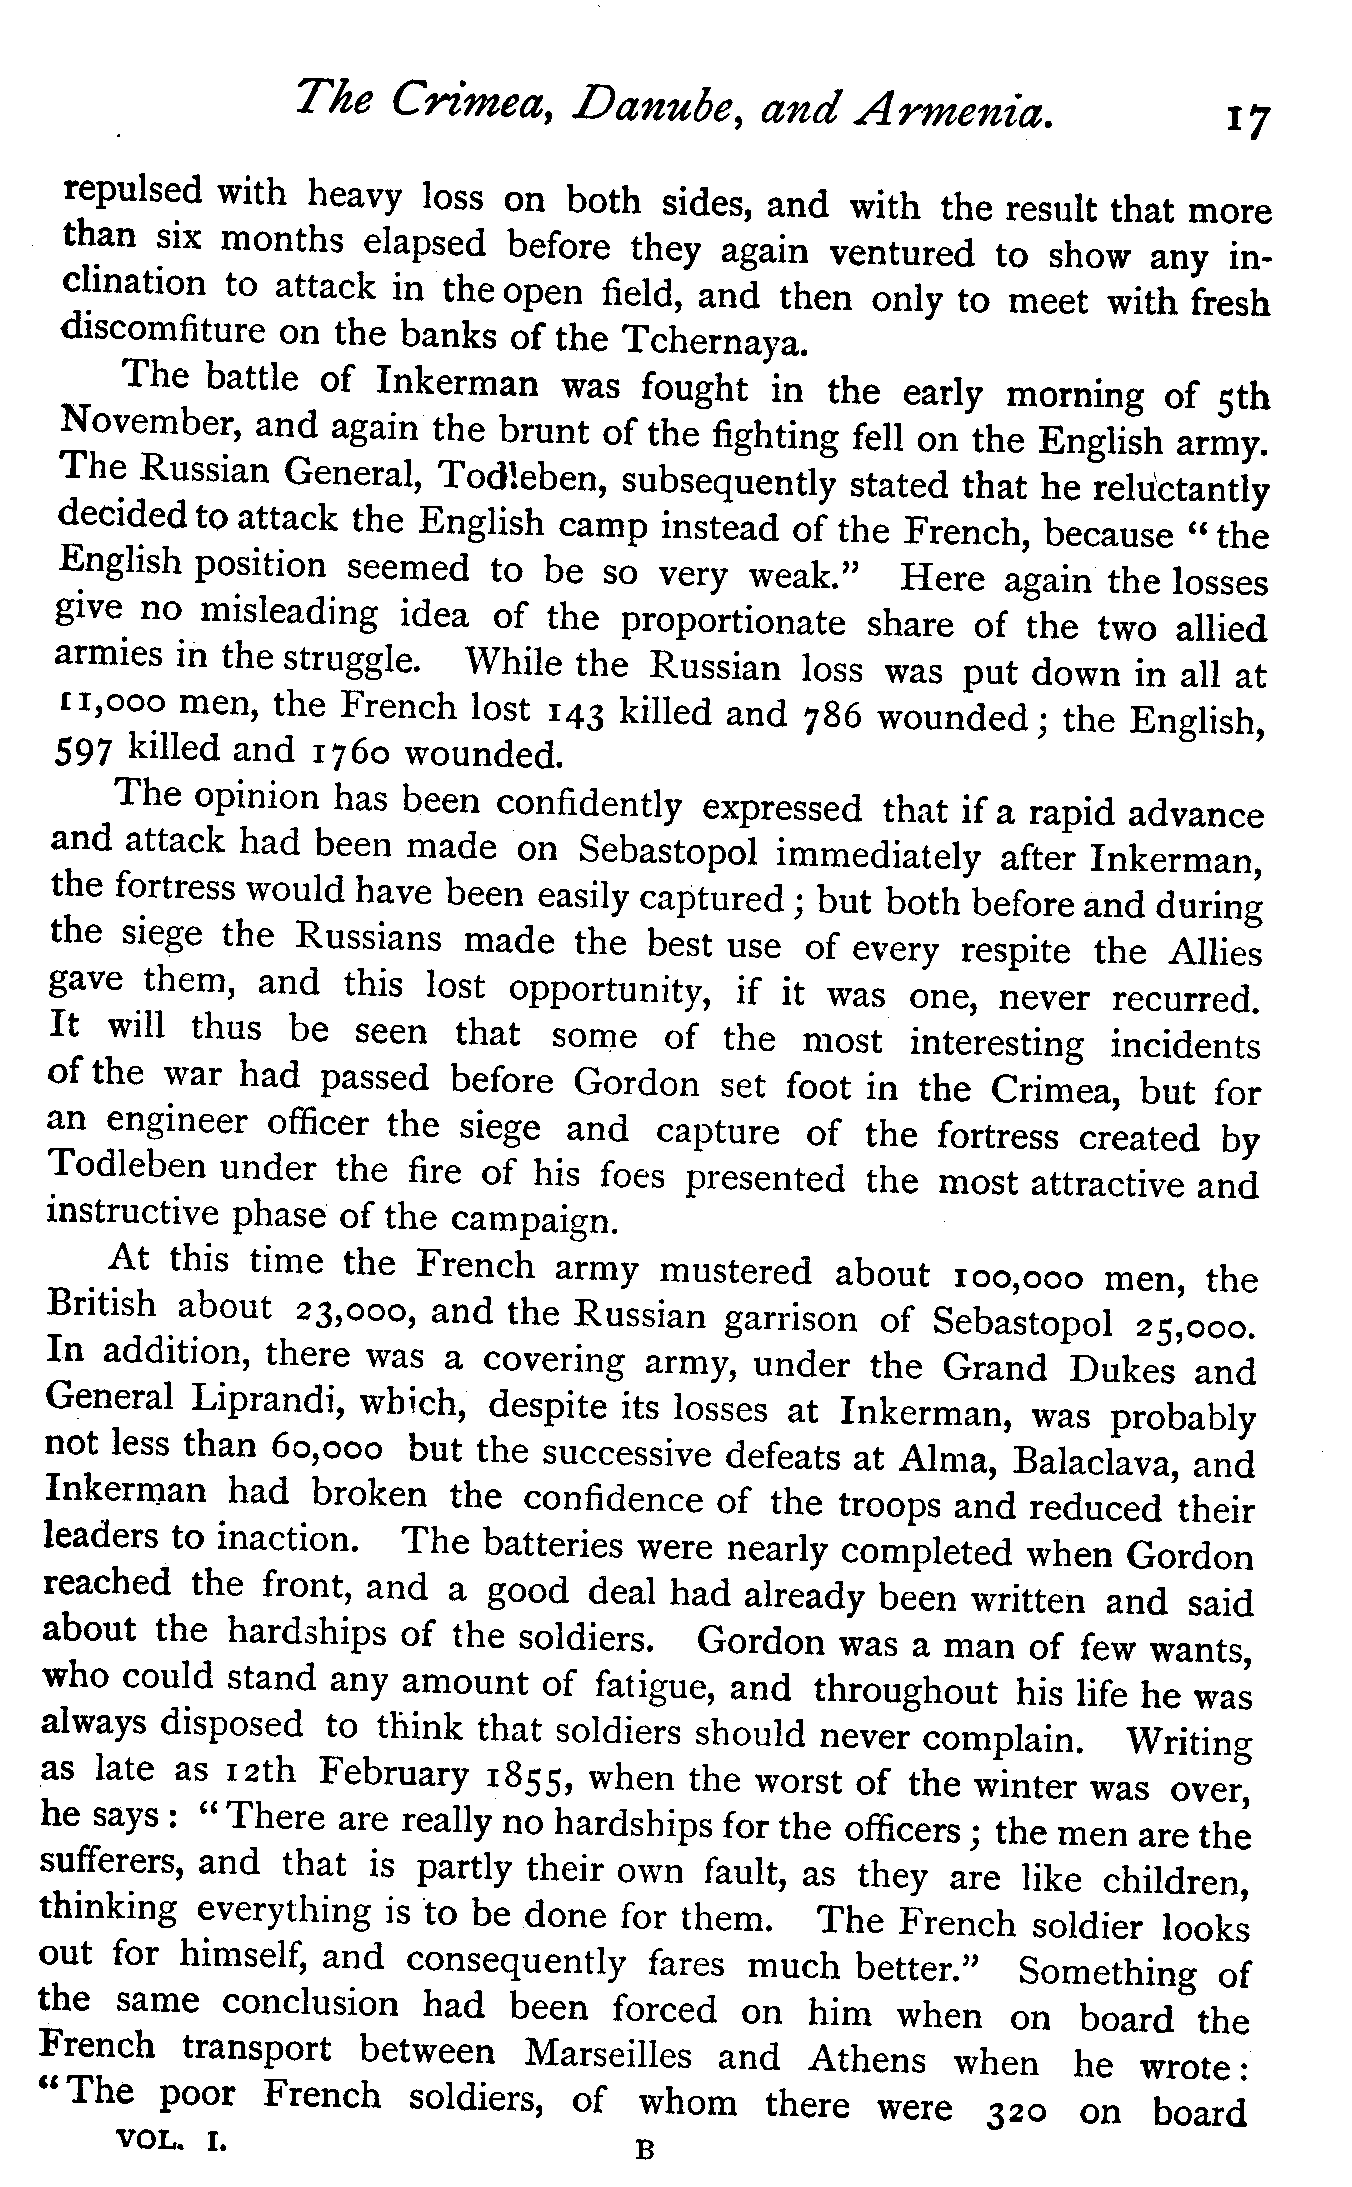 The Crimea, Danube, and Armenia. 17
repulsed with heavy loss on both sides, and with the result that more
than six months elapsed before they again ventured to show any in-
clination to attack in the open field, and then only to meet with fresh
discomfiture on the banks of the Tchernaya.
The battle of Inkerman was fought in the early morning of 5th
November, and again the brunt of the fighting fell on the English army.
The Russian General, Todleben, subsequently stated that he reluctantly
decided to attack the English camp instead of the French, because "the
English position seemed to be so very weak." Here again the losses
give no misleading idea of the proportionate share of the two allied
armies in the struggle. While the Russian loss was put down in all at
11,000 men, the French lost 143 killed and 786 wounded; the English,
597 killed and 1760 wounded.
The opinion has been confidently expressed that if a rapid advance
and attack had been made on Sebastopol immediately after Inkerman,
the fortress would have been easily captured; but both before and during
the siege the Russians made the best use of every respite the Allies
gave them, and this lost opportunity, if it was one, never recurred.
It will thus be seen that some of the most interesting incidents
of the war had passed before Gordon set foot in the Crimea, but for
an engineer officer the siege and capture of the fortress created by
Todleben under the fire of his foes presented the most attractive and
instructive phase of the campaign.
At this time the French army mustered about 100,000 men, the
British about 23,000, and the Russian garrison of Sebastopol 25,000.
In addition, there was a covering army, under the Grand Dukes and
General Liprandi, which, despite its losses at Inkerman, was probably
not less than 60,000 but the successive defeats at Alma, Balaclava, and
Inkerman had broken the confidence of the troops and reduced their
leaders to inaction. The batteries were nearly completed when Gordon
reached the front, and a good deal had already been written and said
about the hardships of the soldiers. Gordon was a man of few wants,
who could stand any amount of fatigue, and throughout his life he was
always disposed to think that soldiers should never complain. Writing
as late as 12th February 1855, when the worst of the winter was over,
he says: "There are really no hardships for the officers; the men are the
sufferers, and that is partly their own fault, as they are like children,
thinking everything is to be done for them. The French soldier looks
out for himself, and consequently fares much better." Something of
the same conclusion had been forced on him when on board the
French transport between Marseilles and Athens when he wrote:
"The poor French soldiers, of whom there were 320 on board
VOL. I. B